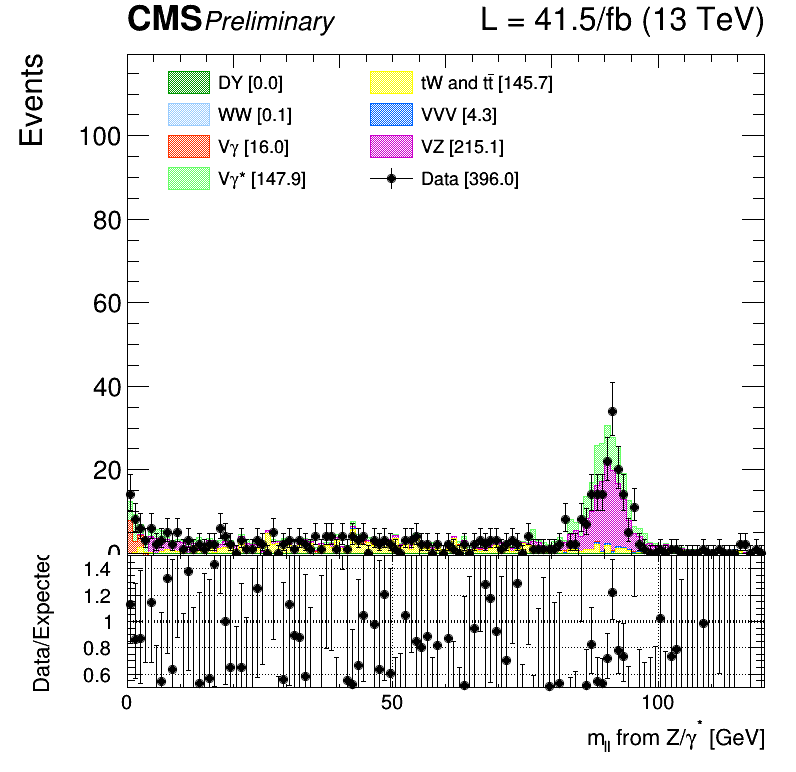 CMS Preliminary L = 41.5/fb (13 TeV)
Events
DY [0.0]
tW and tt̄ [145.7]
WW [0.1]
VVV [4.3]
Vγ [16.0]
VZ [215.1]
Vγ* [147.9]
Data [396.0]
100
80
60
40
20
0
Data/Expected
1.4
1.2
1
0.8
0.6
0 50 100
m_ll from Z/γ* [GeV]